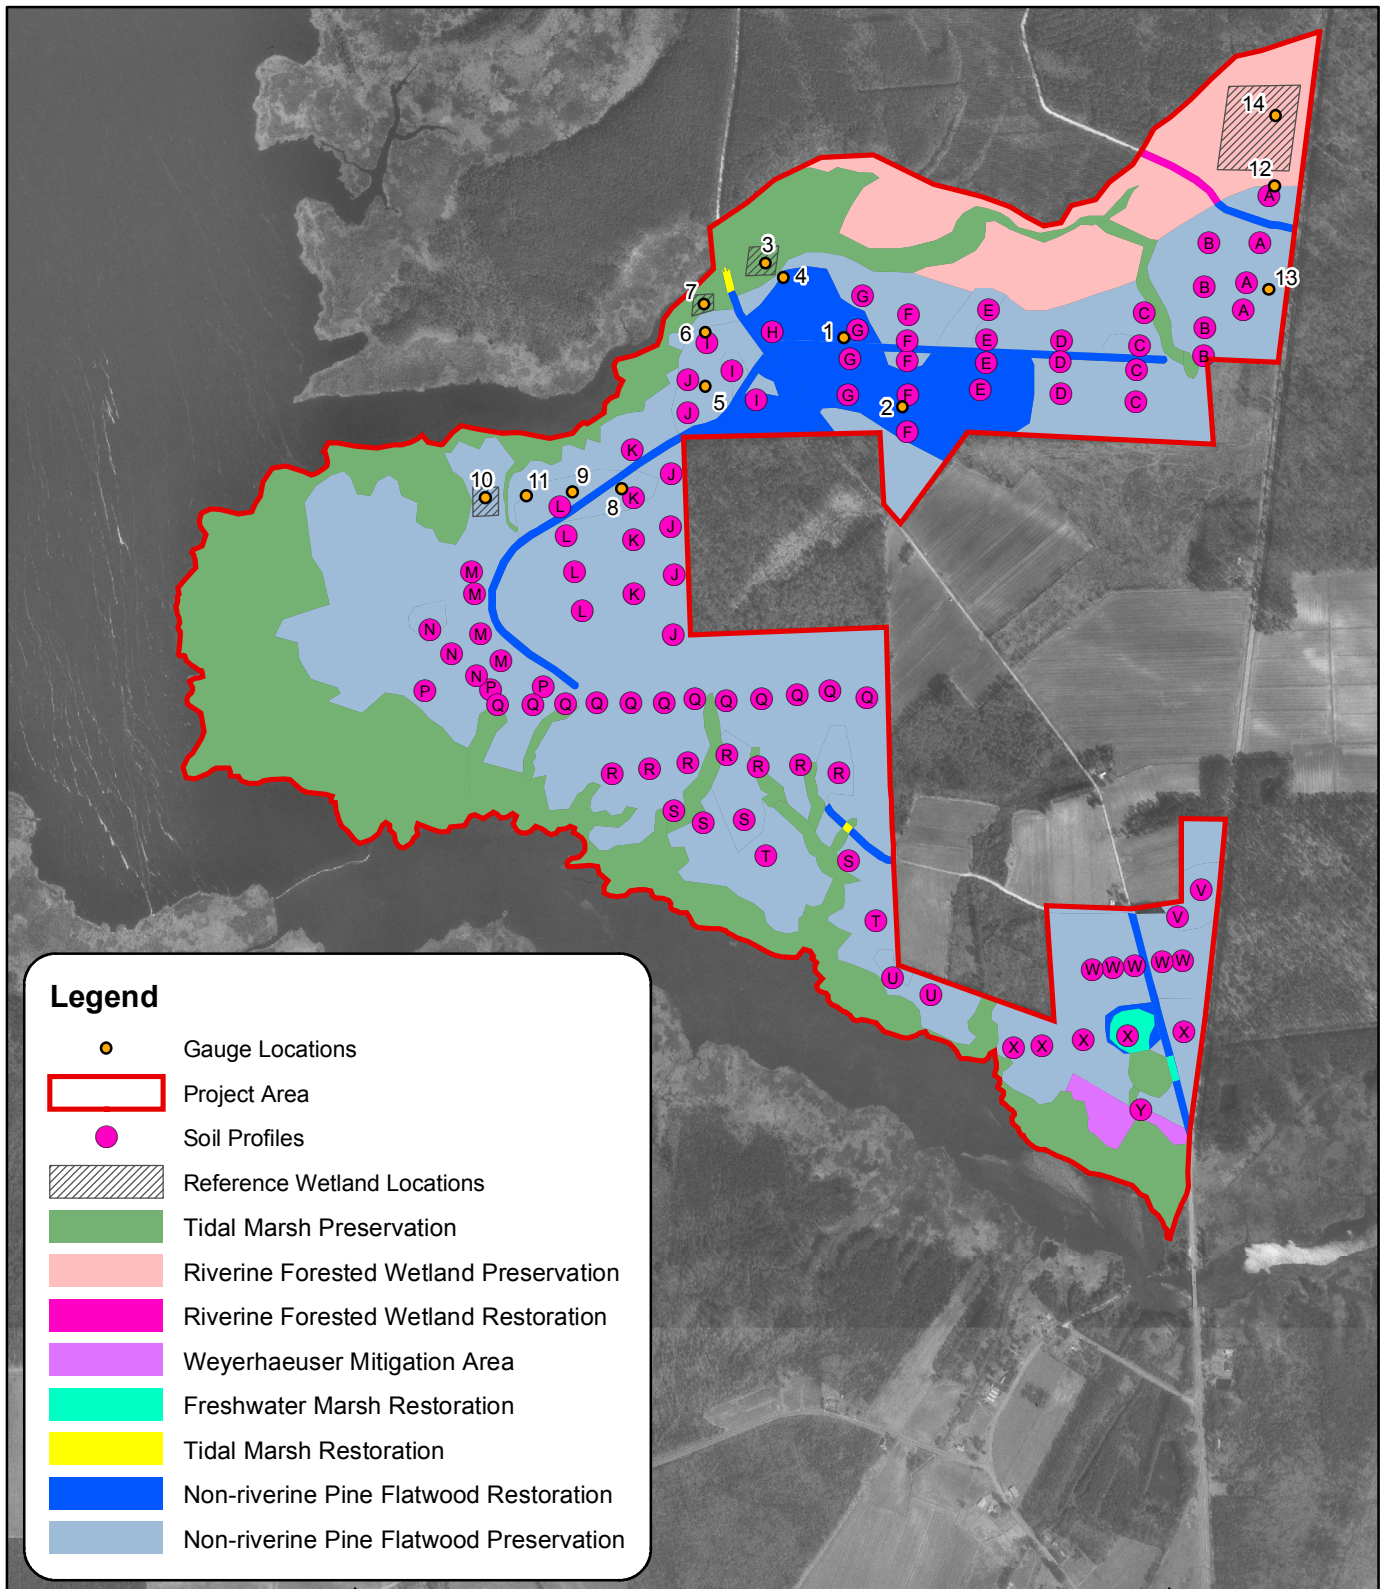 14
12
A
B
A
3
4
A
13
7
G
B
A
F
E
C
6
I
H
1
G
F
E
D
C
B
J
I
G
F
E
D
C
B
5
J
I
G
2
F
E
D
C
F
K
J
10
11
9
8
K
L
L
K
J
M
L
J
M
K
L
N
M
J
N
M
N
P
P
P
Q
Q
Q
Q
Q
Q
Q
Q
Q
Q
Q
Q
R
R
R
R
R
R
R
S
S
S
T
S
V
T
V
W
W
W
W
W
U
U
X
X
X
X
X
Y
Legend
Gauge Locations
Project Area
Soil Profiles
Reference Wetland Locations
Tidal Marsh Preservation
Riverine Forested Wetland Preservation
Riverine Forested Wetland Restoration
Weyerhaeuser Mitigation Area
Freshwater Marsh Restoration
Tidal Marsh Restoration
Non-riverine Pine Flatwood Restoration
Non-riverine Pine Flatwood Preservation